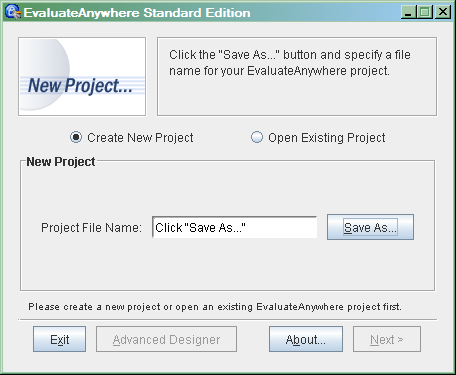 EvaluateAnywhere Standard Edition
New Project...
Click the "Save As..." button and specify a file
name for your EvaluateAnywhere project.
Create New Project
Open Existing Project
New Project
Project File Name:
Click "Save As..."
Save As...
Please create a new project or open an existing EvaluateAnywhere project first.
Exit
Advanced Designer
About...
Next >